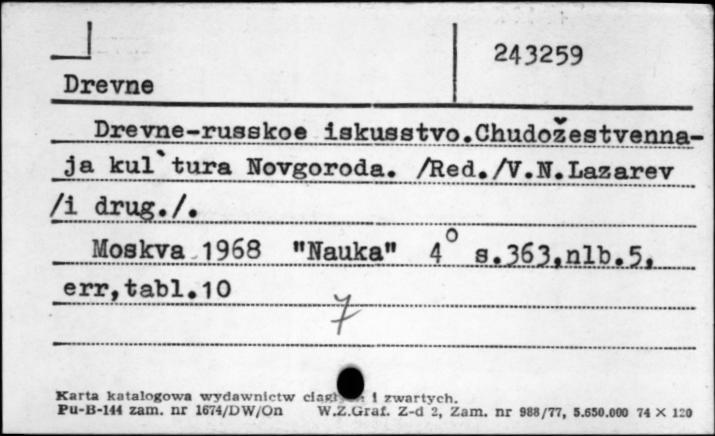 243259
Drevne
Drevne-russkoe iskusstvo.Chudožestvenna-
ja kul`tura Novgoroda. /Red./V.N.Lazarev
/i drug./.
Moskva 1968 "Nauka" 4° s.363,nlb.5,
err,tabl.10
7
Karta katalogowa wydawnictw i zwartych.
Pu-B-144 zam. nr 1674/DW/On W.Z.Graf. Z-d 2, Zam. nr 988/77, 5.650.000 74 × 120